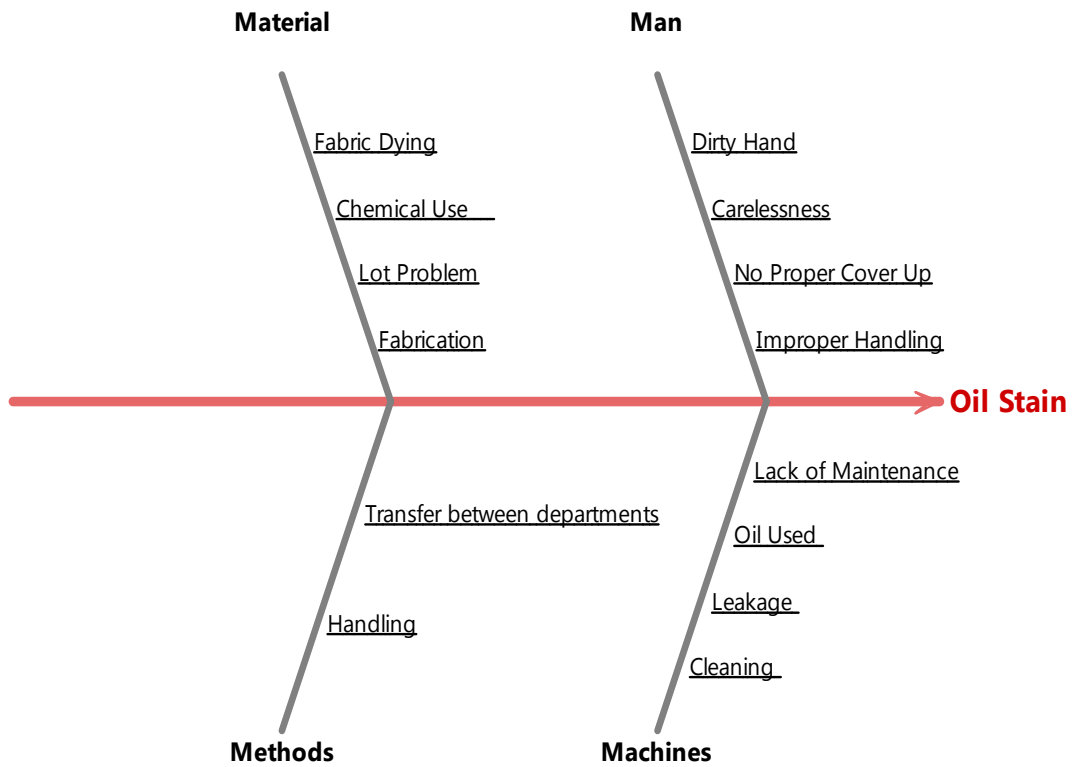 Material
Man
Fabric Dying
Dirty Hand
Chemical Use
Carelessness
Lot Problem
No Proper Cover Up
Fabrication
Improper Handling
Oil Stain
Lack of Maintenance
Transfer between departments
Oil Used
Leakage
Handling
Cleaning
Methods
Machines